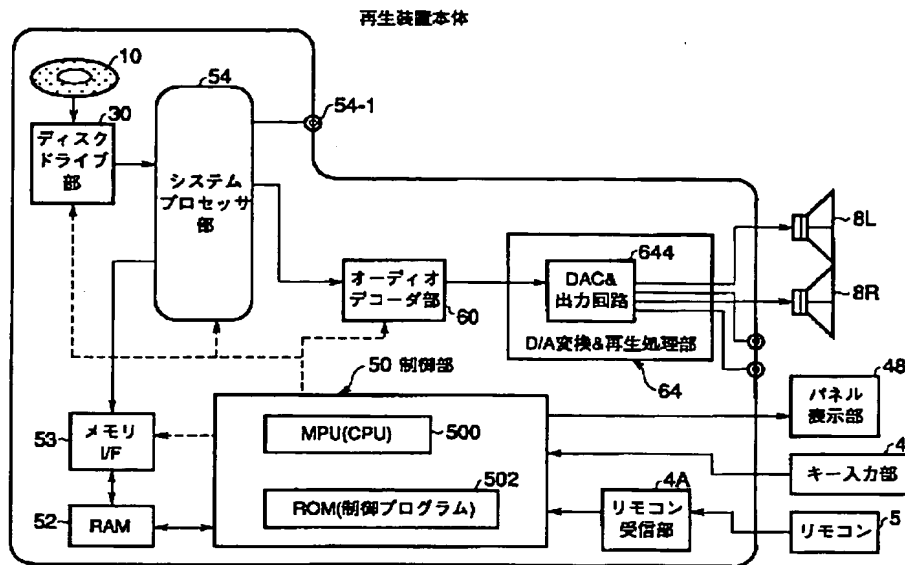 再生装置本体
10
54
54-1
30
ディスク
ドライブ
部
システム
プロセッサ
部
8L
644
DAC&
出力回路
オーディオ
デコーダ部
60
8R
D/A変換&再生処理部
64
50 制御部
48
パネル
表示部
MPU(CPU)
500
53
メモリ
I/F
4
キー入力部
502
ROM(制御プログラム)
4A
リモコン
受信部
52
RAM
リモコン
5